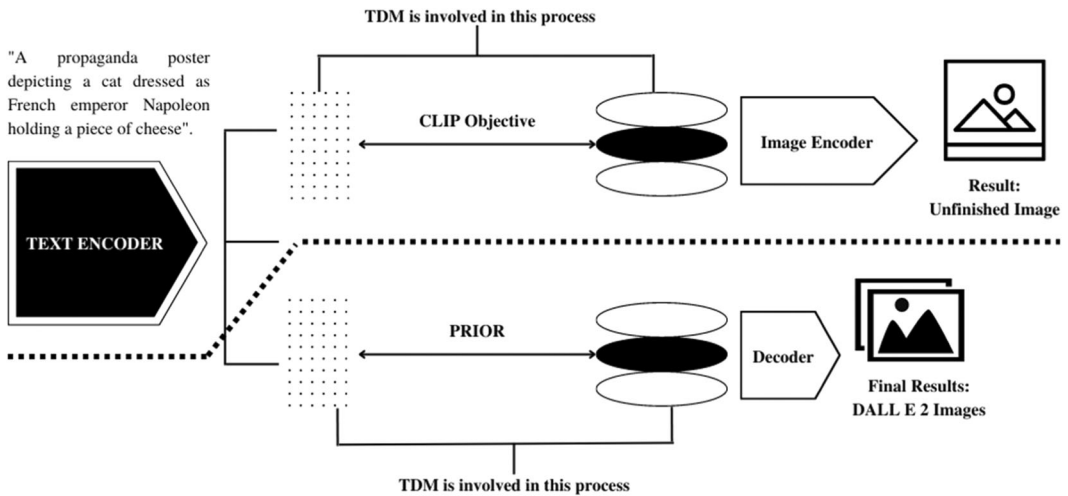 TDM is involved in this process
"A propaganda poster
depicting a cat dressed as
French emperor Napoleon
holding a piece of cheese".
TEXT ENCODER
CLIP Objective
Image Encoder
Result:
Unfinished Image
PRIOR
Decoder
Final Results:
DALL E 2 Images
TDM is involved in this process